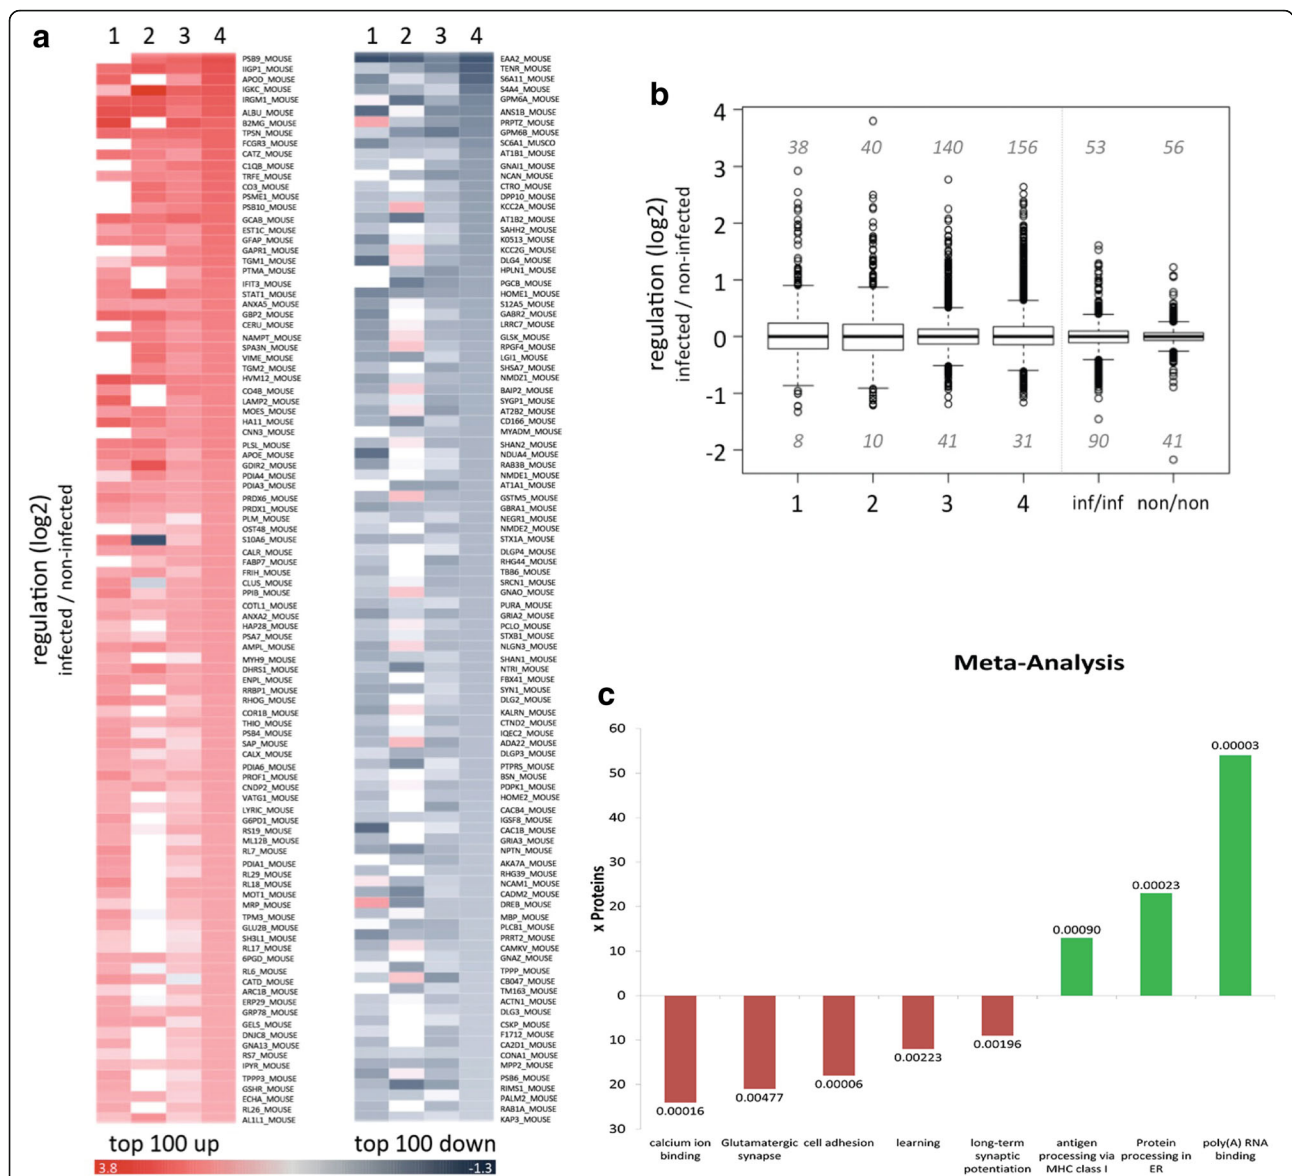 a
1 2 3 4
1 2 3 4
regulation (log2)
infected / non-infected
PSB9_MOUSE
IIGP1_MOUSE
APOD_MOUSE
IGKC_MOUSE
IRGM1_MOUSE
ALBU_MOUSE
B2MG_MOUSE
TPSN_MOUSE
FCGR3_MOUSE
CATZ_MOUSE
C1QB_MOUSE
TRFE_MOUSE
CO3_MOUSE
PSME1_MOUSE
PSB10_MOUSE
GCAB_MOUSE
EST1C_MOUSE
GFAP_MOUSE
GAPR1_MOUSE
TGM1_MOUSE
PTMA_MOUSE
IFIT3_MOUSE
STAT1_MOUSE
ANXA5_MOUSE
GBP2_MOUSE
CERU_MOUSE
NAMPT_MOUSE
SPA3N_MOUSE
VIME_MOUSE
TGM2_MOUSE
HVM12_MOUSE
CO4B_MOUSE
LAMP2_MOUSE
MOES_MOUSE
HA11_MOUSE
CNN3_MOUSE
PLSL_MOUSE
APOE_MOUSE
GDIR2_MOUSE
PDIA4_MOUSE
PDIA3_MOUSE
PRDX6_MOUSE
PRDX1_MOUSE
PLM_MOUSE
OST48_MOUSE
S10A6_MOUSE
CALR_MOUSE
FABP7_MOUSE
FRIH_MOUSE
CLUS_MOUSE
PPIB_MOUSE
COTL1_MOUSE
ANXA2_MOUSE
HAP28_MOUSE
PSA7_MOUSE
AMPL_MOUSE
MYH9_MOUSE
DHRS1_MOUSE
ENPL_MOUSE
RRBP1_MOUSE
RHOG_MOUSE
COR1B_MOUSE
THIO_MOUSE
PSB4_MOUSE
SAP_MOUSE
CALX_MOUSE
PDIA6_MOUSE
PROF1_MOUSE
CNDP2_MOUSE
VATG1_MOUSE
LYRIC_MOUSE
G6PD1_MOUSE
RS19_MOUSE
ML12B_MOUSE
RL7_MOUSE
PDIA1_MOUSE
RL29_MOUSE
RL18_MOUSE
MOT1_MOUSE
MRP_MOUSE
TPM3_MOUSE
GLU2B_MOUSE
SH3L1_MOUSE
RL17_MOUSE
6PGD_MOUSE
RL6_MOUSE
CATD_MOUSE
ARC1B_MOUSE
ERP29_MOUSE
GRP78_MOUSE
GELS_MOUSE
DNJC8_MOUSE
GNA13_MOUSE
RS7_MOUSE
IPYR_MOUSE
TPPP3_MOUSE
GSHR_MOUSE
ECHA_MOUSE
RL26_MOUSE
AL1L1_MOUSE
top 100 up
3.8
EAA2_MOUSE
TENR_MOUSE
S6A11_MOUSE
S4A4_MOUSE
GPM6A_MOUSE
ANS1B_MOUSE
PRPTZ_MOUSE
GPM6B_MOUSE
SC6A1_MUSCO
AT1B1_MOUSE
GNAI1_MOUSE
NCAN_MOUSE
CTRO_MOUSE
DPP10_MOUSE
KCC2A_MOUSE
AT1B2_MOUSE
SAHH2_MOUSE
K0513_MOUSE
KCC2G_MOUSE
DLG4_MOUSE
HPLN1_MOUSE
PGCB_MOUSE
HOME1_MOUSE
S12A5_MOUSE
GABR2_MOUSE
LRRC7_MOUSE
GLSK_MOUSE
RPGF4_MOUSE
LGI1_MOUSE
SHSA7_MOUSE
NMDZ1_MOUSE
BAIP2_MOUSE
SYGP1_MOUSE
AT2B2_MOUSE
CD166_MOUSE
MYADM_MOUSE
SHAN2_MOUSE
NDUA4_MOUSE
RAB3B_MOUSE
NMDE1_MOUSE
AT1A1_MOUSE
GSTM5_MOUSE
GBRA1_MOUSE
NEGR1_MOUSE
NMDE2_MOUSE
STX1A_MOUSE
DLGP4_MOUSE
RHG44_MOUSE
TBB6_MOUSE
SRCN1_MOUSE
GNAO_MOUSE
PURA_MOUSE
GRIA2_MOUSE
PCLO_MOUSE
STXB1_MOUSE
NLGN3_MOUSE
SHAN1_MOUSE
NTRI_MOUSE
FBX41_MOUSE
SYN1_MOUSE
DLG2_MOUSE
KALRN_MOUSE
CTND2_MOUSE
IQEC2_MOUSE
ADA22_MOUSE
DLGP3_MOUSE
PTPRS_MOUSE
BSN_MOUSE
PDPK1_MOUSE
HOME2_MOUSE
CACB4_MOUSE
IGSF8_MOUSE
CAC1B_MOUSE
GRIA3_MOUSE
NPTN_MOUSE
AKA7A_MOUSE
RHG39_MOUSE
NCAM1_MOUSE
CADM2_MOUSE
DREB_MOUSE
MBP_MOUSE
PLCB1_MOUSE
PRRT2_MOUSE
CAMKV_MOUSE
GNAZ_MOUSE
TPPP_MOUSE
CB047_MOUSE
TM163_MOUSE
ACTN1_MOUSE
DLG3_MOUSE
CSKP_MOUSE
F1712_MOUSE
CA2D1_MOUSE
CONA1_MOUSE
MPP2_MOUSE
PSB6_MOUSE
RIMS1_MOUSE
PALM2_MOUSE
RAB1A_MOUSE
KAP3_MOUSE
top 100 down
-1.3
b
regulation (log2)
infected / non-infected
4
3
2
1
0
-1
-2
38 40 140 156 53 56
8 10 41 31 90 41
1 2 3 4 inf/inf non/non
c
Meta-Analysis
x Proteins
60
50
40
30
20
10
0
10
20
30
0.00016
0.00477
0.00006
0.00223
0.00196
0.00090
0.00023
0.00003
calcium ion
binding
Glutamatergic
synapse
cell adhesion
learning
long-term
synaptic
potentiation
antigen
processing via
MHC class I
Protein
processing in
ER
poly(A) RNA
binding